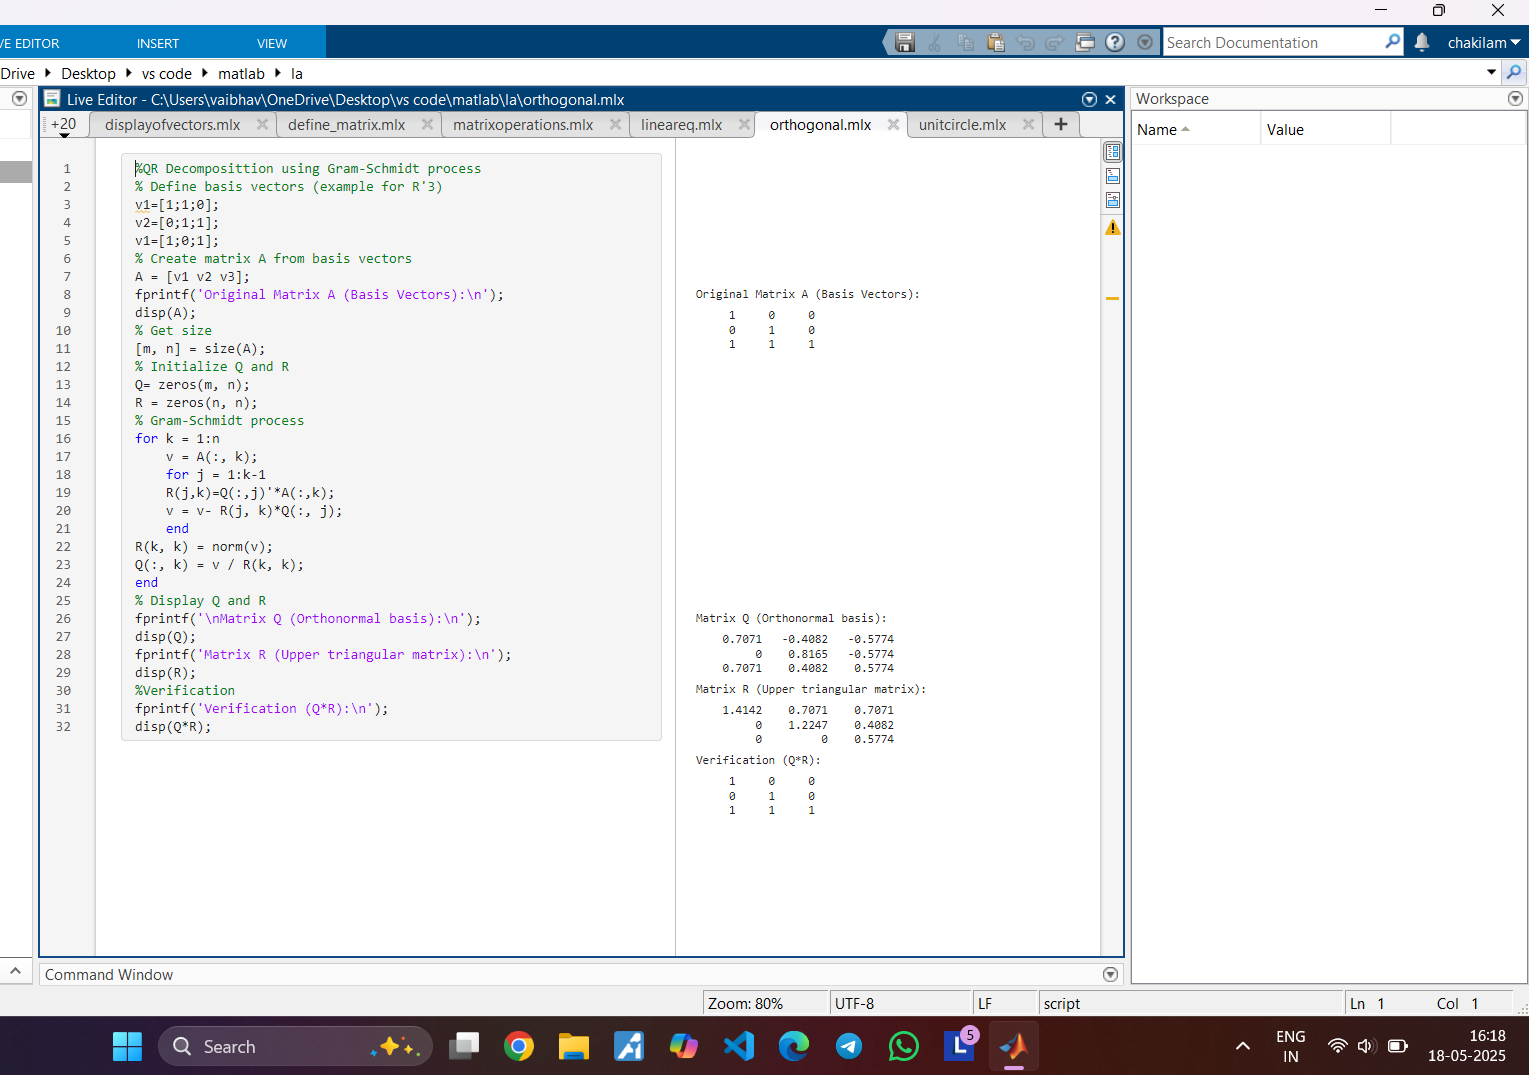 VE EDITOR INSERT VIEW Search Documentation chakilam
Drive Desktop vs code matlab la
Live Editor - C:\Users\vaibhav\OneDrive\Desktop\vs code\matlab\la\orthogonal.mlx
Workspace
+20 displayofvectors.mlx define_matrix.mlx matrixoperations.mlx lineareq.mlx orthogonal.mlx unitcircle.mlx +
Name Value
1 %QR Decomposittion using Gram-Schmidt process
2 % Define basis vectors (example for R'3)
3 v1=[1;1;0];
4 v2=[0;1;1];
5 v1=[1;0;1];
6 % Create matrix A from basis vectors
7 A = [v1 v2 v3];
8 fprintf('Original Matrix A (Basis Vectors):\n');
9 disp(A);
10 % Get size
11 [m, n] = size(A);
12 % Initialize Q and R
13 Q= zeros(m, n);
14 R = zeros(n, n);
15 % Gram-Schmidt process
16 for k = 1:n
17 v = A(:, k);
18 for j = 1:k-1
19 R(j,k)=Q(:,j)'*A(:,k);
20 v = v- R(j, k)*Q(:, j);
21 end
22 R(k, k) = norm(v);
23 Q(:, k) = v / R(k, k);
24 end
25 % Display Q and R
26 fprintf('\nMatrix Q (Orthonormal basis):\n');
27 disp(Q);
28 fprintf('Matrix R (Upper triangular matrix):\n');
29 disp(R);
30 %Verification
31 fprintf('Verification (Q*R):\n');
32 disp(Q*R);
Original Matrix A (Basis Vectors):
1 0 0
0 1 0
1 1 1
Matrix Q (Orthonormal basis):
0.7071 -0.4082 -0.5774
0 0.8165 -0.5774
0.7071 0.4082 0.5774
Matrix R (Upper triangular matrix):
1.4142 0.7071 0.7071
0 1.2247 0.4082
0 0 0.5774
Verification (Q*R):
1 0 0
0 1 0
1 1 1
Command Window
Zoom: 80% UTF-8 LF script Ln 1 Col 1
Search
5
ENG
IN
16:18
18-05-2025